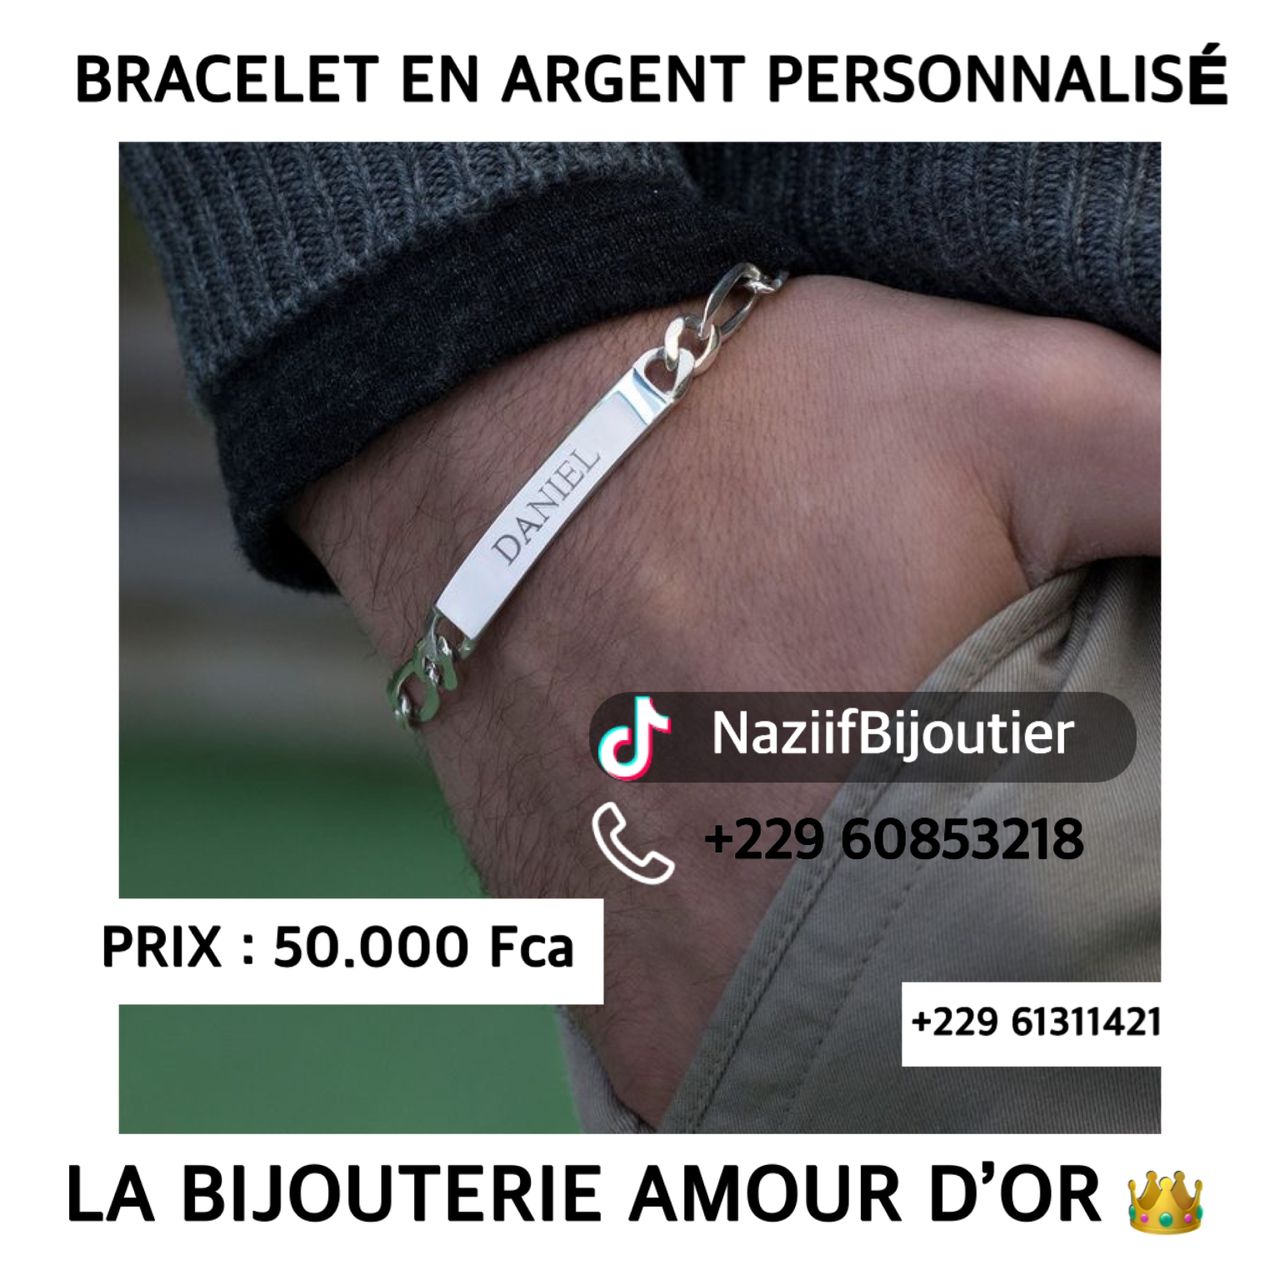 BRACELET EN ARGENT PERSONNALISÉ
DANIEL
NaziifBijoutier
+229 60853218
PRIX : 50.000 Fca
+229 61311421
LA BIJOUTERIE AMOUR D’OR 👑